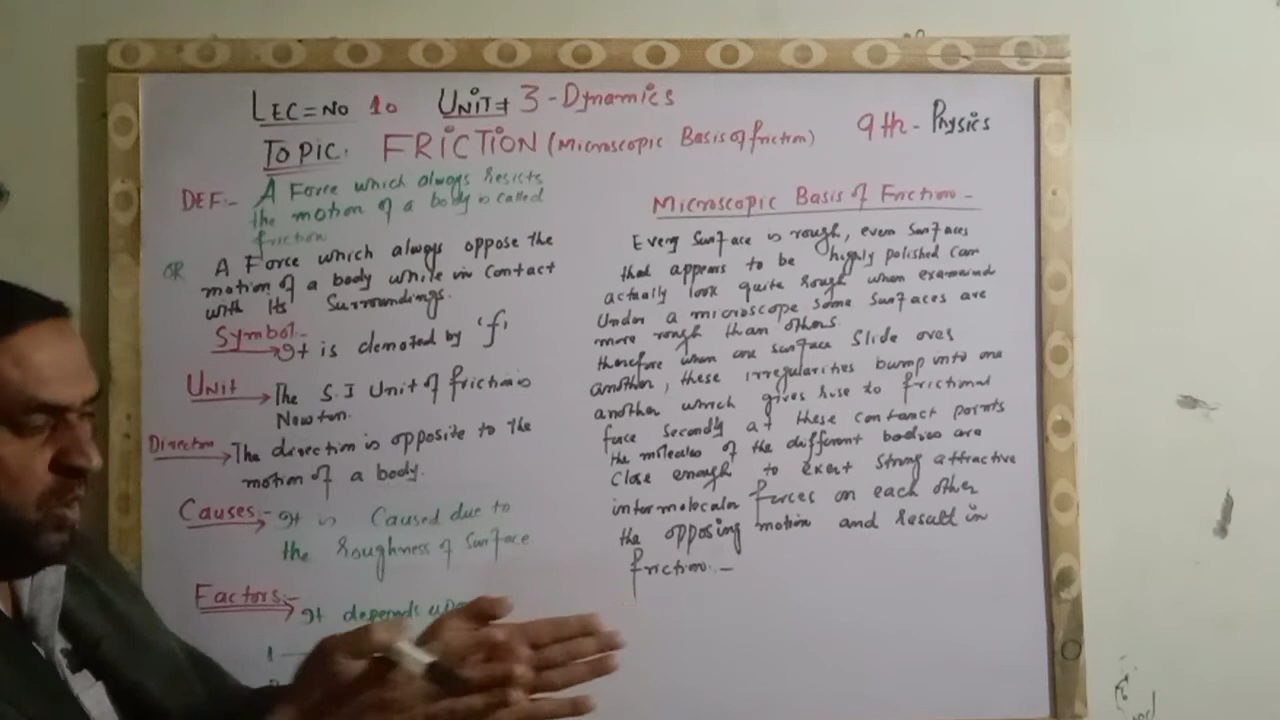 LEC=NO 10 UNIT# 3-Dynamics
9th-Physics
TOPIC: FRICTION (Microscopic Basis of friction)
DEF:- A Force which always resists
the motion of a body is called
friction
OR A Force which always oppose the
motion of a body while in contact
with Its Surroundings.
Symbol:-
It is denoted by 'f'
Unit → The S.I Unit of friction is
Newton.
Direction → The direction is opposite to the
motion of a body.
Causes:- It is Caused due to
the Roughness of Surface
Factors:- It depends upon
1
Microscopic Basis of Friction -
Every Surface is rough, even Surfaces
that appears to be highly polished can
actually look quite rough when examined
Under a microscope some surfaces are
more rough than others.
therefore when one surface slide over
another, these irregularities bump into one
another which gives rise to frictional
force Secondly at these contanct points
the molecules of the different bodies are
Close enough to exert strong attractive
intermolecular forces on each other
the opposing motion and result in
friction. -